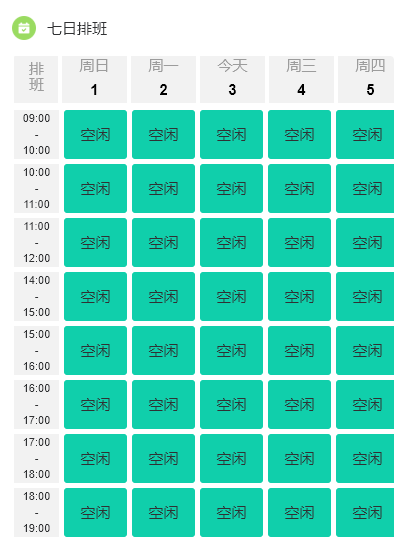 七日排班
排班 周日 周一 今天 周三 周四
1 2 3 4 5
09:00 - 10:00 空闲 空闲 空闲 空闲 空闲
10:00 - 11:00 空闲 空闲 空闲 空闲 空闲
11:00 - 12:00 空闲 空闲 空闲 空闲 空闲
14:00 - 15:00 空闲 空闲 空闲 空闲 空闲
15:00 - 16:00 空闲 空闲 空闲 空闲 空闲
16:00 - 17:00 空闲 空闲 空闲 空闲 空闲
17:00 - 18:00 空闲 空闲 空闲 空闲 空闲
18:00 - 19:00 空闲 空闲 空闲 空闲 空闲